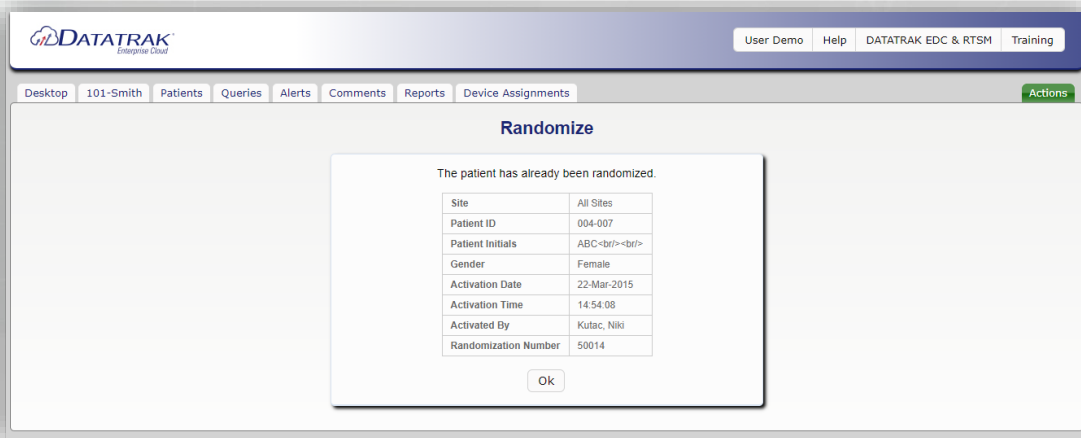 DATATRAK
Enterprise Cloud
User Demo Help DATATRAK EDC & RTSM Training
Desktop 101-Smith Patients Queries Alerts Comments Reports Device Assignments Actions
Randomize
The patient has already been randomized.
Site All Sites
Patient ID 004-007
Patient Initials ABC<br/><br/>
Gender Female
Activation Date 22-Mar-2015
Activation Time 14:54:08
Activated By Kutac, Niki
Randomization Number 50014
Ok